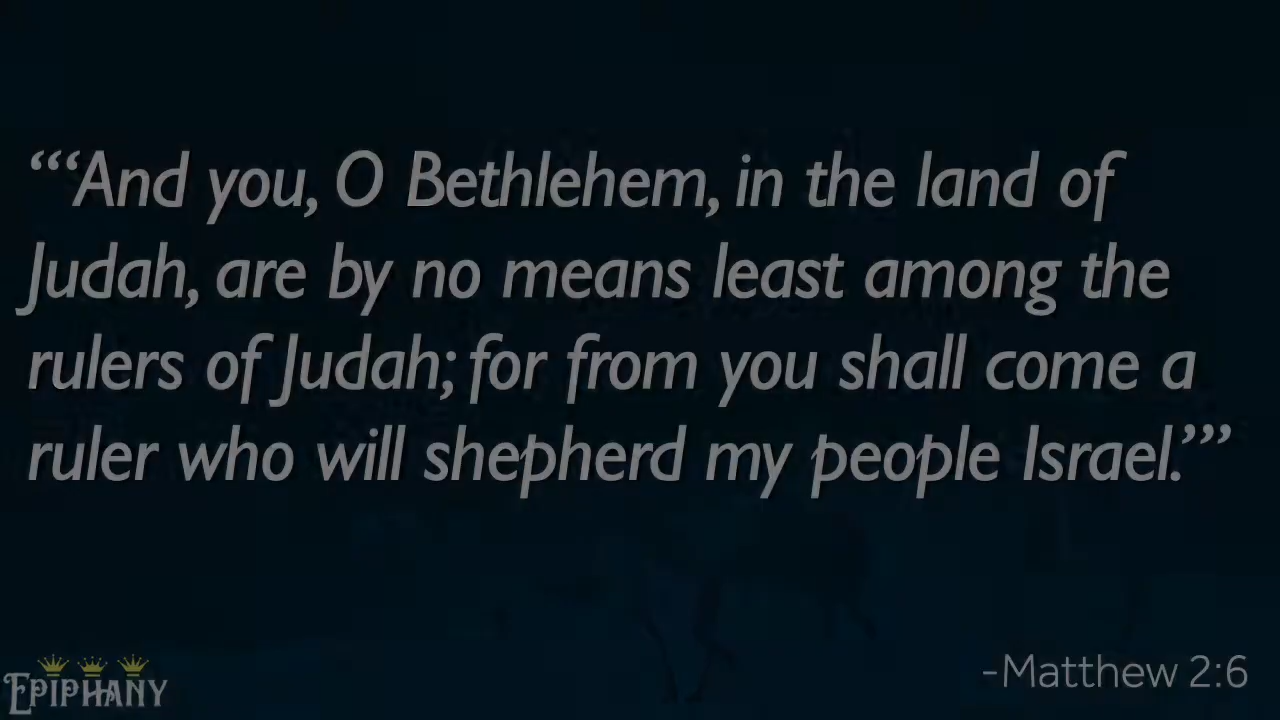 “‘“And you, O Bethlehem, in the land of
Judah, are by no means least among the
rulers of Judah; for from you shall come a
ruler who will shepherd my people Israel.’”
-Matthew 2:6
EPIPHANY